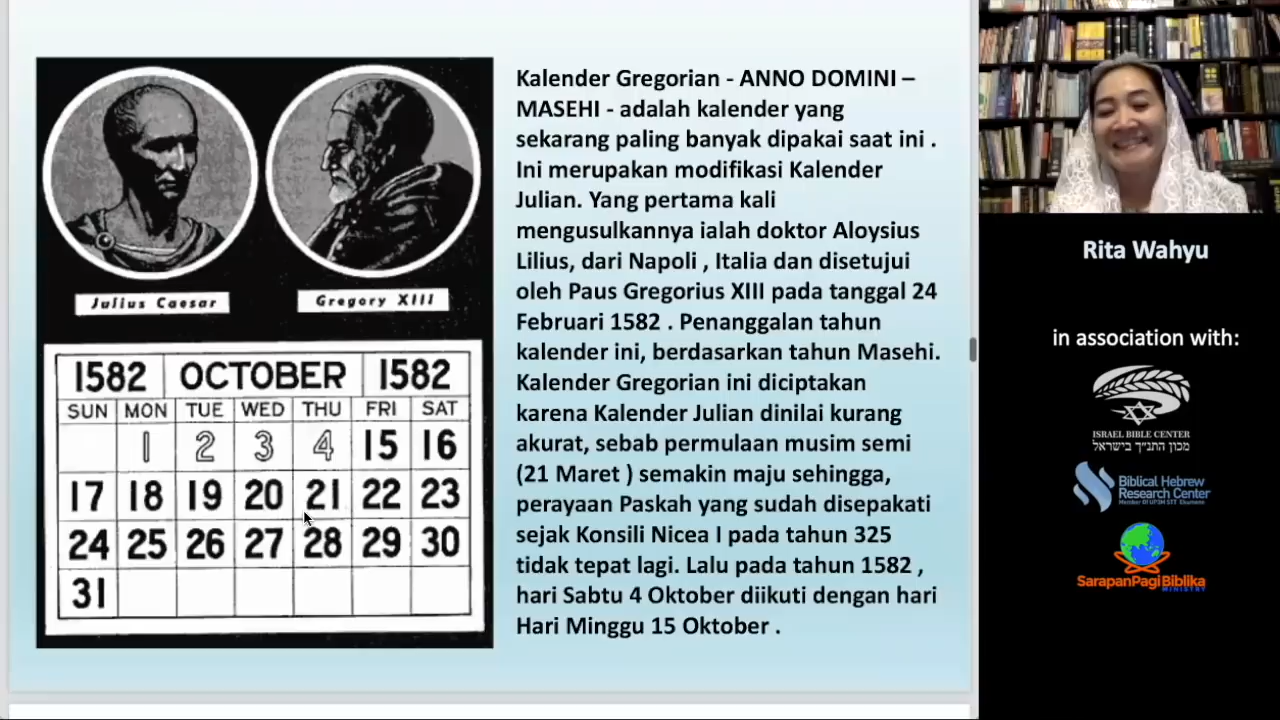 Julius Caesar
Gregory XIII
1582 OCTOBER 1582
SUN MON TUE WED THU FRI SAT
1 2 3 4 15 16
17 18 19 20 21 22 23
24 25 26 27 28 29 30
31
Kalender Gregorian - ANNO DOMINI –
MASEHI - adalah kalender yang
sekarang paling banyak dipakai saat ini .
Ini merupakan modifikasi Kalender
Julian. Yang pertama kali
mengusulkannya ialah doktor Aloysius
Lilius, dari Napoli , Italia dan disetujui
oleh Paus Gregorius XIII pada tanggal 24
Februari 1582 . Penanggalan tahun
kalender ini, berdasarkan tahun Masehi.
Kalender Gregorian ini diciptakan
karena Kalender Julian dinilai kurang
akurat, sebab permulaan musim semi
(21 Maret ) semakin maju sehingga,
perayaan Paskah yang sudah disepakati
sejak Konsili Nicea I pada tahun 325
tidak tepat lagi. Lalu pada tahun 1582 ,
hari Sabtu 4 Oktober diikuti dengan hari
Hari Minggu 15 Oktober .
Rita Wahyu
in association with:
ISRAEL BIBLE CENTER
מכון התנ״ך בישראל
Biblical Hebrew
Research Center
Member Of UP3M STT Ekumene
SarapanPagi Biblika
MINISTRY